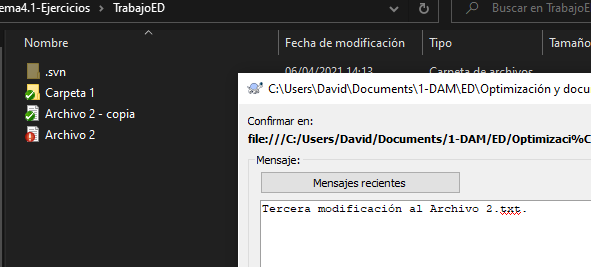 ema4.1-Ejercicios > TrabajoED
Buscar en TrabajoE
Nombre
Fecha de modificación
Tipo
Tamaño
.svn
06/04/2021 14:13
Carpeta de archivos
Carpeta 1
Archivo 2 - copia
Archivo 2
C:\Users\David\Documents\1-DAM\ED\Optimización y docu
Confirmar en:
file:///C:/Users/David/Documents/1-DAM/ED/Optimizaci%C
Mensaje:
Mensajes recientes
Tercera modificación al Archivo 2.txt.